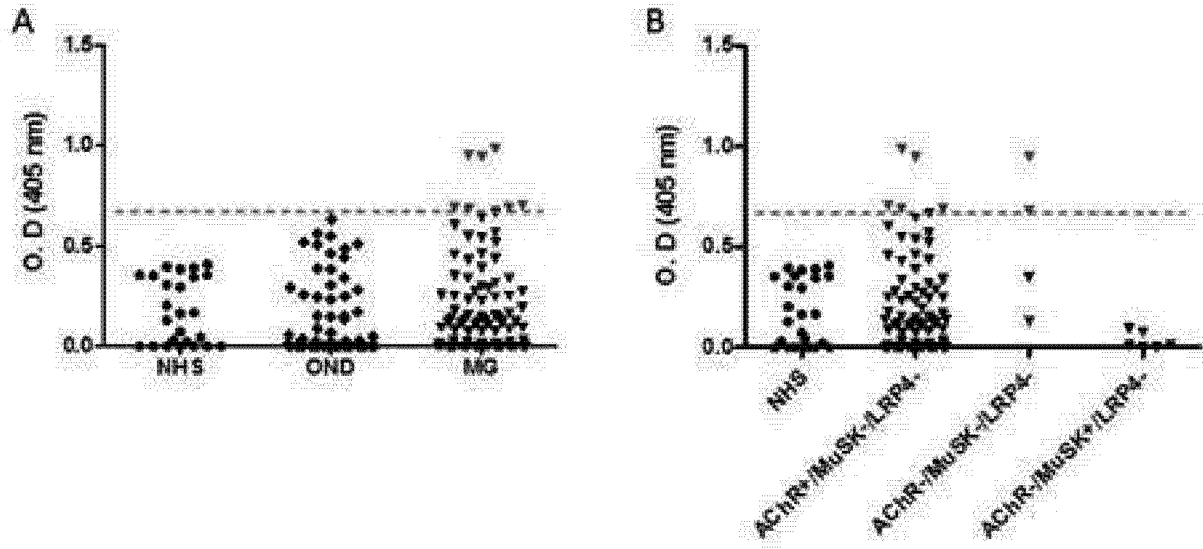 A
1.5
1.0
0.5
0.0
O. D (405 nm)
NHS OND MG
B
1.5
1.0
0.5
0.0
O. D (405 nm)
NHS
AChR+/MuSK-/LRP4-
AChR-/MuSK-/LRP4-
AChR-/MuSK+/LRP4-